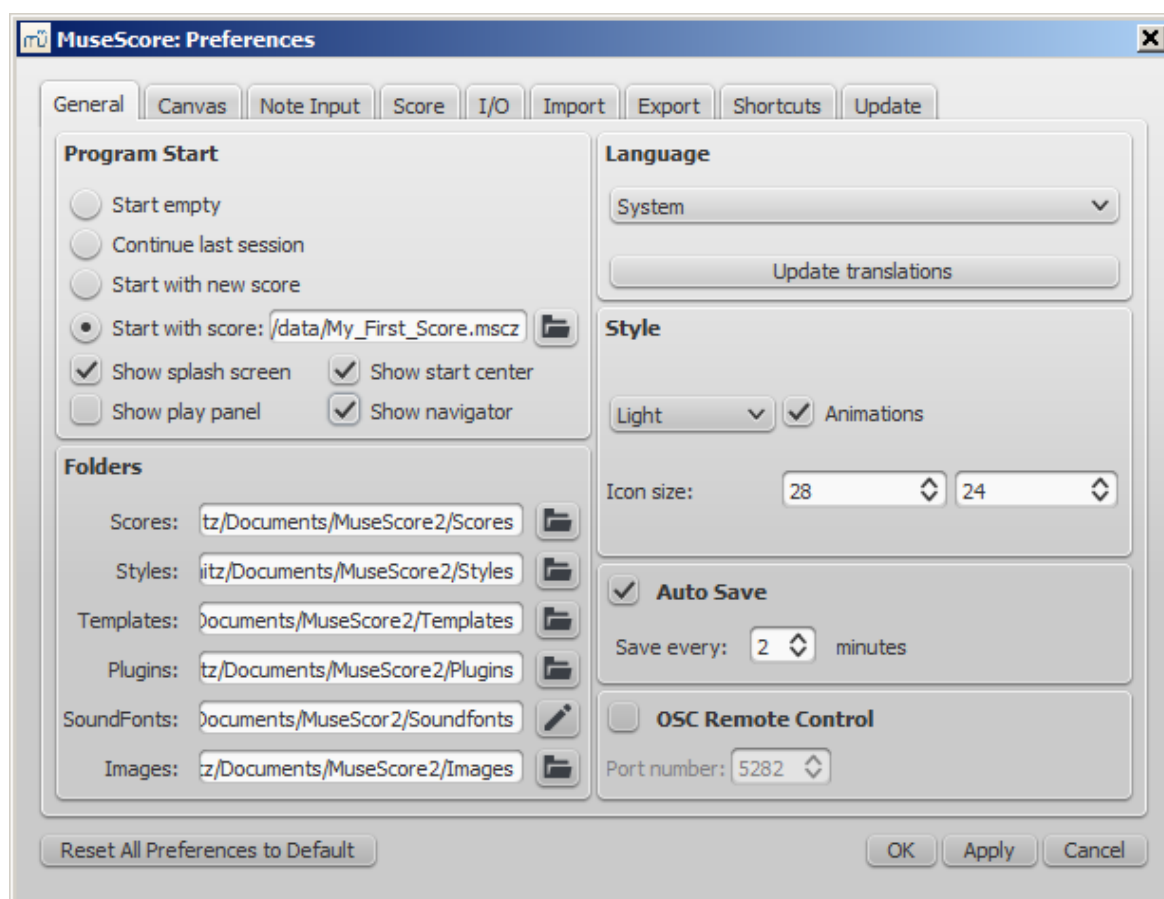 MuseScore: Preferences
General Canvas Note Input Score I/O Import Export Shortcuts Update
Program Start
Start empty
Continue last session
Start with new score
Start with score: /data/My_First_Score.mscz
Show splash screen Show start center
Show play panel Show navigator
Folders
Scores: tz/Documents/MuseScore2/Scores
Styles: itz/Documents/MuseScore2/Styles
Templates: Documents/MuseScore2/Templates
Plugins: tz/Documents/MuseScore2/Plugins
SoundFonts: Documents/MuseScor2/Soundfonts
Images: z/Documents/MuseScore2/Images
Language
System
Update translations
Style
Light Animations
Icon size: 28 24
Auto Save
Save every: 2 minutes
OSC Remote Control
Port number: 5282
Reset All Preferences to Default OK Apply Cancel